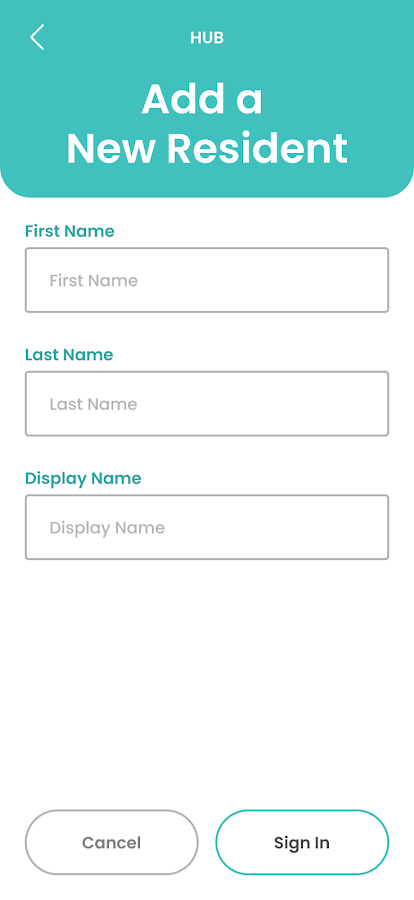 HUB
Add a
New Resident
First Name
First Name
Last Name
Last Name
Display Name
Display Name
Cancel
Sign In